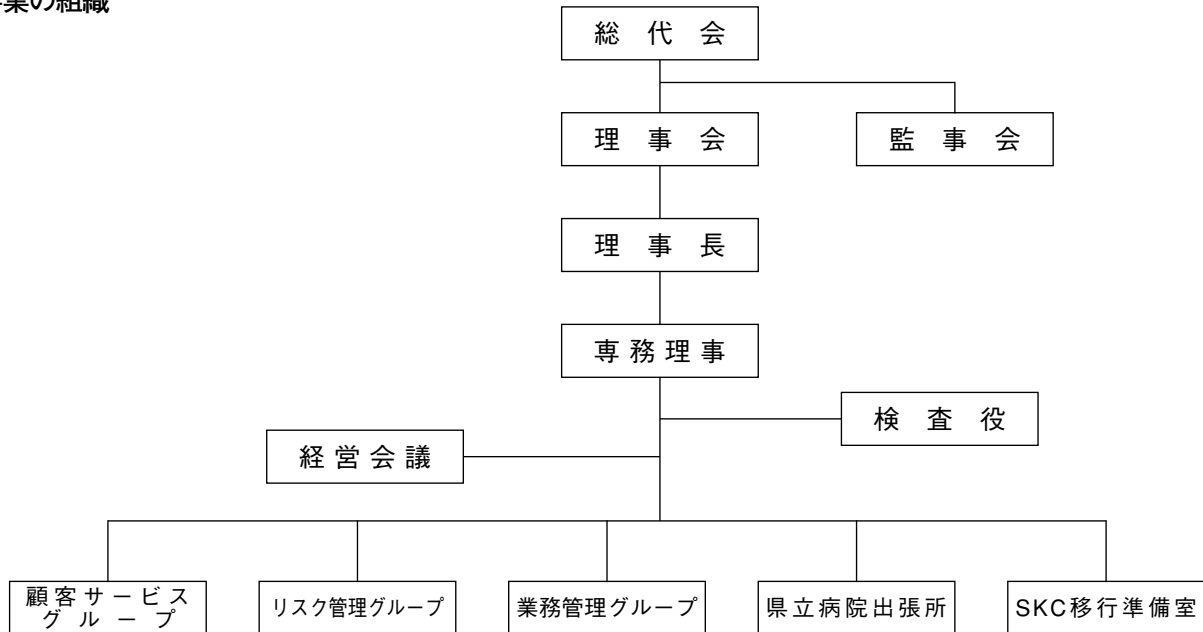 業の組織
総代会
理事会
監事会
理事長
専務理事
検査役
経営会議
顧客サービス
グループ
リスク管理グループ
業務管理グループ
県立病院出張所
SKC移行準備室